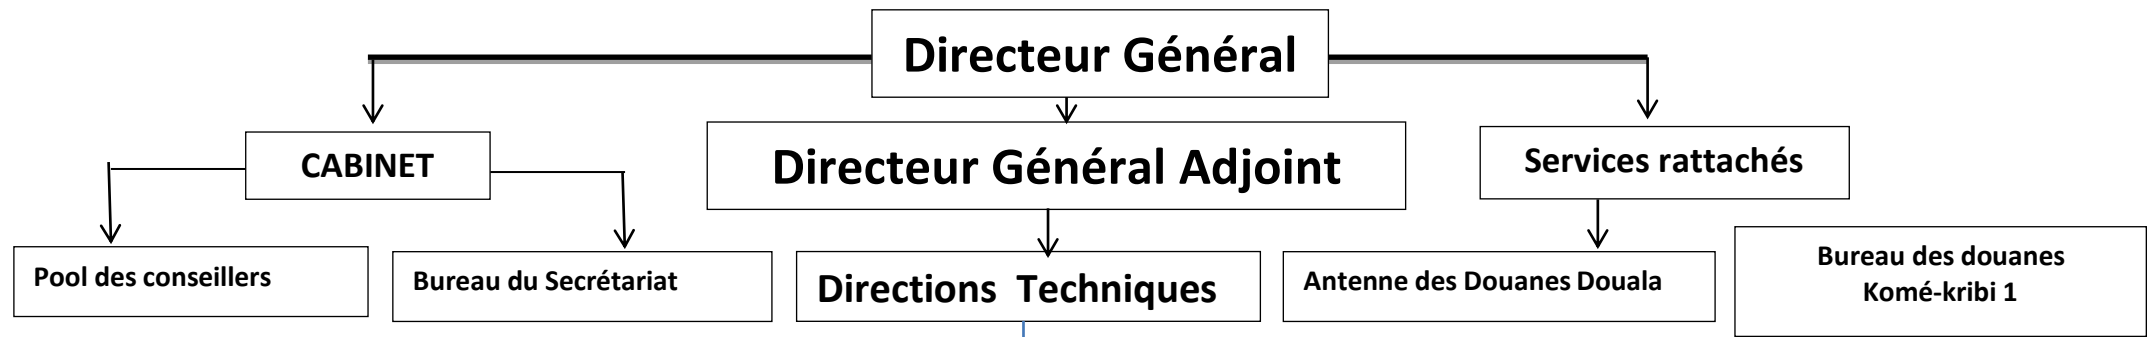 Directeur Général
CABINET
Directeur Général Adjoint
Services rattachés
Pool des conseillers
Bureau du Secrétariat
Directions Techniques
Antenne des Douanes Douala
Bureau des douanes
Komé-kribi 1